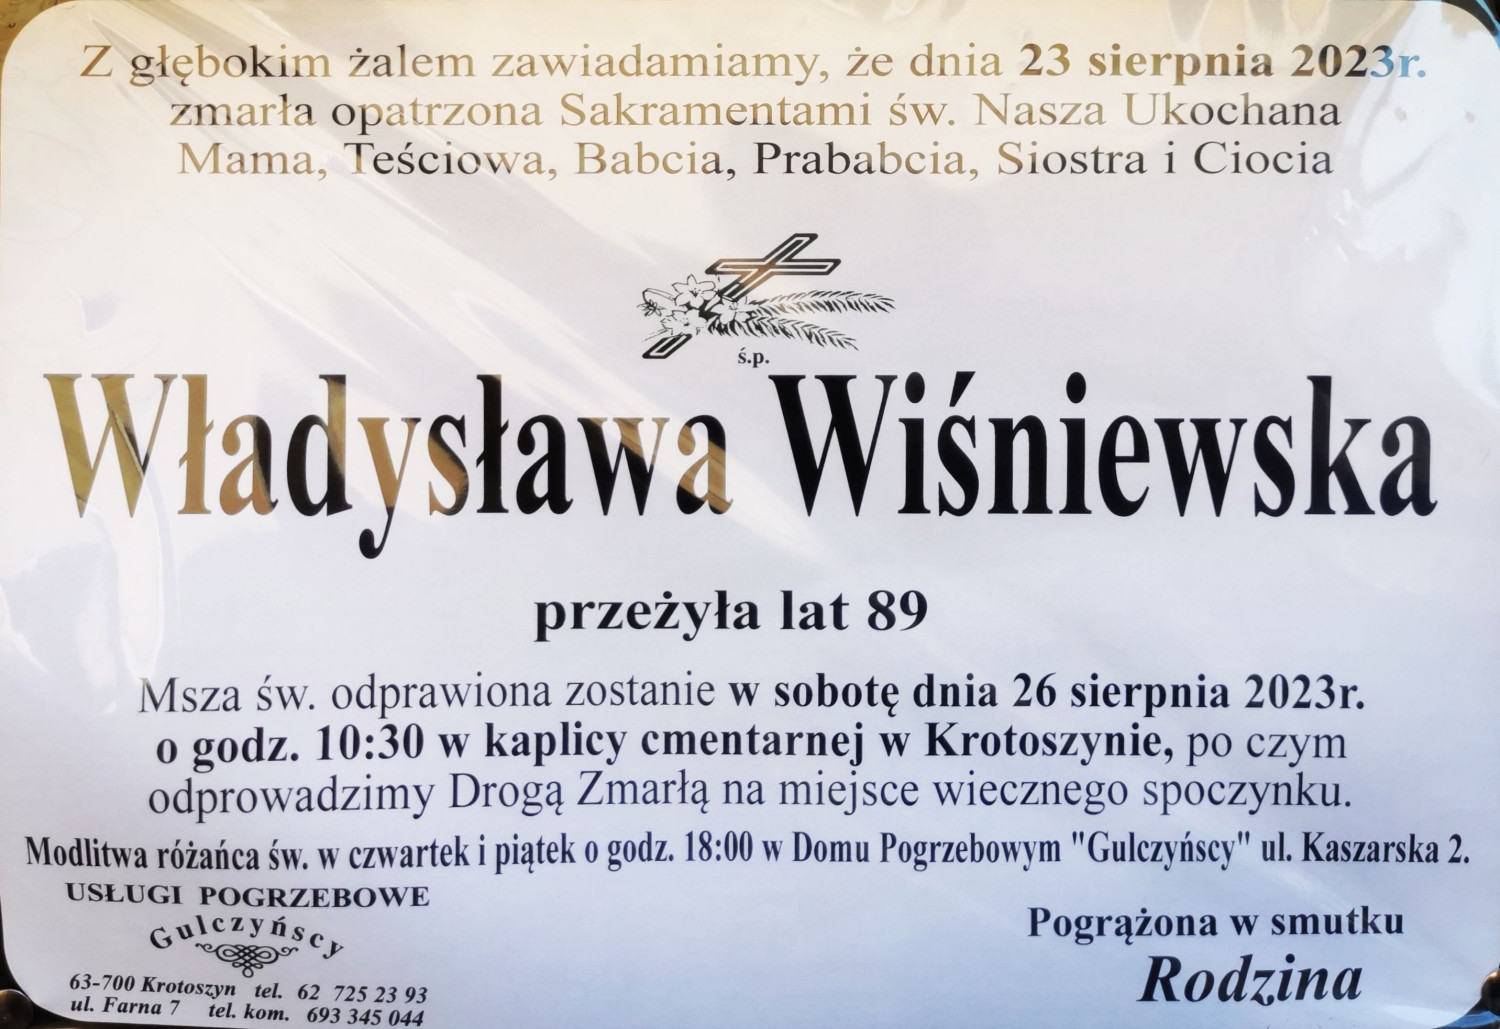 Z głębokim żalem zawiadamiamy, że dnia 23 sierpnia 2023r.
zmarła opatrzona Sakramentami św. Nasza Ukochana
Mama, Teściowa, Babcia, Prababcia, Siostra i Ciocia
ś.p.
Władysława Wiśniewska
przeżyła lat 89
Msza św. odprawiona zostanie w sobotę dnia 26 sierpnia 2023r.
o godz. 10:30 w kaplicy cmentarnej w Krotoszynie, po czym
odprowadzimy Drogą Zmarłą na miejsce wiecznego spoczynku.
Modlitwa różańca św. w czwartek i piątek o godz. 18:00 w Domu Pogrzebowym "Gulczyńscy" ul. Kaszarska 2.
USŁUGI POGRZEBOWE
Gulczyńscy
63-700 Krotoszyn tel. 62 725 23 93
ul. Farna 7 tel. kom. 693 345 044
Pogrążona w smutku
Rodzina